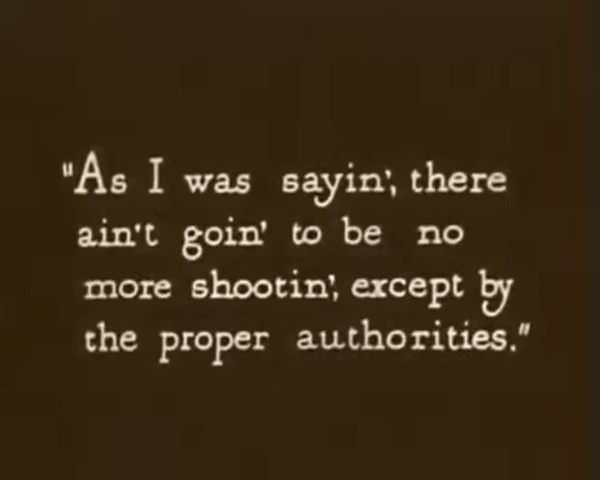 "As I was sayin', there
ain't goin' to be no
more shootin', except by
the proper authorities."